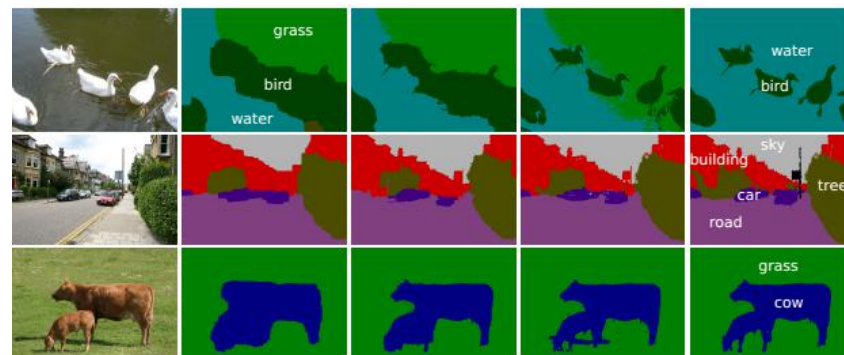 grass
bird
water
water
bird
sky
building
tree
car
road
grass
cow